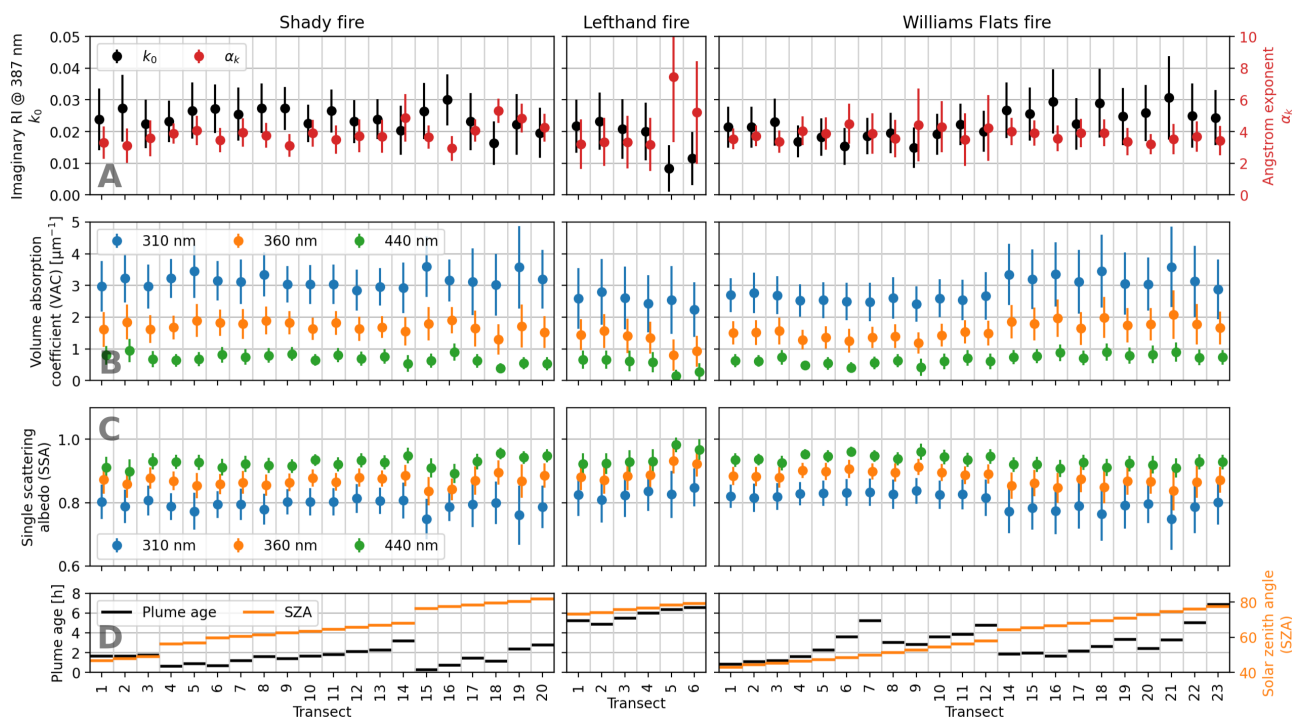 Shady fire
Lefthand fire
Williams Flats fire
Imaginary RI @ 387 nm
k₀
0.05
0.04
0.03
0.02
0.01
0.00
k₀ αₖ
A
10
8
6
4
2
0
Angstrom exponent
αₖ
Volume absorption
coefficient (VAC) [µm⁻¹]
5
4
3
2
1
0
310 nm 360 nm 440 nm
B
Single scattering
albedo (SSA)
1.0
0.8
0.6
C
310 nm 360 nm 440 nm
Plume age [h]
8
6
4
2
0
Plume age SZA
D
80
60
40
Solar zenith angle
(SZA)
1 2 3 4 5 6 7 8 9 10 11 12 13 14 15 16 17 18 19 20
1 2 3 4 5 6
1 2 3 4 5 6 7 8 9 10 11 12 13 14 15 16 17 18 19 20 21 22 23
Transect
Transect
Transect